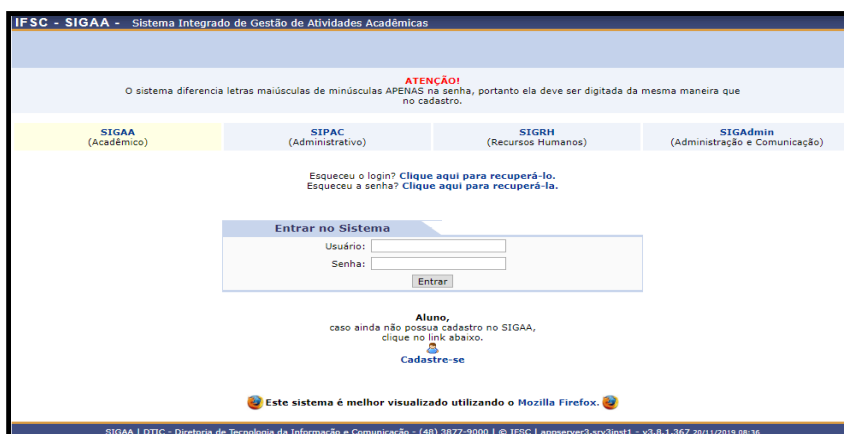 IFSC - SIGAA - Sistema Integrado de Gestão de Atividades Acadêmicas
ATENÇÃO!
O sistema diferencia letras maiúsculas de minúsculas APENAS na senha, portanto ela deve ser digitada da mesma maneira que
no cadastro.
SIGAA SIPAC SIGRH SIGAdmin
(Acadêmico) (Administrativo) (Recursos Humanos) (Administração e Comunicação)
Esqueceu o login? Clique aqui para recuperá-lo.
Esqueceu a senha? Clique aqui para recuperá-la.
Entrar no Sistema
Usuário:
Senha:
Entrar
Aluno,
caso ainda não possua cadastro no SIGAA,
clique no link abaixo.
Cadastre-se
Este sistema é melhor visualizado utilizando o Mozilla Firefox.
SIGAA | DTIC - Diretoria de Tecnologia da Informação e Comunicação - (48) 3877-9000 | © IFSC | appserver3.srv3inst1 - v3.8.1.367 20/11/2019 08:36